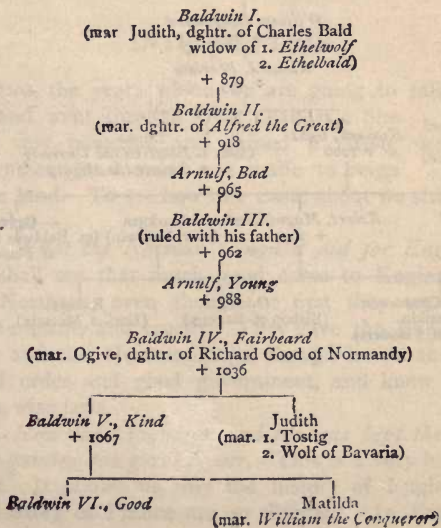 Baldwin I.
(mar Judith, dghtr. of Charles Bald
widow of 1. Ethelwolf
2. Ethelbald)
+ 879
Baldwin II.
(mar. dghtr. of Alfred the Great)
+ 918
Arnulf, Bad
+ 965
Baldwin III.
(ruled with his father)
+ 962
Arnulf, Young
+ 988
Baldwin IV., Fairbeard
(mar. Ogive, dghtr. of Richard Good of Normandy)
+ 1036
Baldwin V., Kind
+ 1067
Judith
(mar. 1. Tostig
2. Wolf of Bavaria)
Baldwin VI., Good
Matilda
(mar. William the Conqueror)